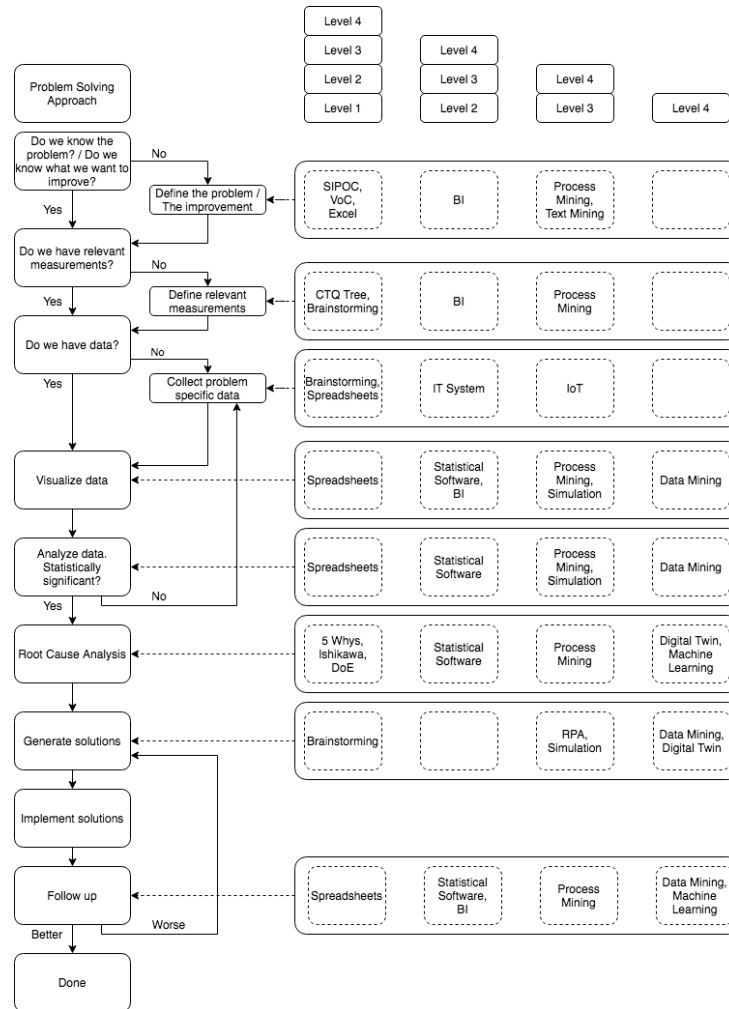 Level 4
Level 3
Level 4
Level 2
Level 3
Level 4
Level 1
Level 2
Level 3
Level 4
Problem Solving
Approach
Do we know the
problem? / Do we
know what we want to
improve?
No
Yes
Define the problem /
The improvement
SIPOC,
VoC,
Excel
BI
Process
Mining,
Text Mining
Do we have relevant
measurements?
No
Yes
Define relevant
measurements
CTQ Tree,
Brainstorming
BI
Process
Mining
Do we have data?
No
Yes
Collect problem
specific data
Brainstorming,
Spreadsheets
IT System
IoT
Visualize data
Spreadsheets
Statistical
Software,
BI
Process
Mining,
Simulation
Data Mining
Analyze data.
Statistically
significant?
No
Yes
Spreadsheets
Statistical
Software
Process
Mining,
Simulation
Data Mining
Root Cause Analysis
5 Whys,
Ishikawa,
DoE
Statistical
Software
Process
Mining
Digital Twin,
Machine
Learning
Generate solutions
Brainstorming
RPA,
Simulation
Data Mining,
Digital Twin
Implement solutions
Follow up
Worse
Better
Spreadsheets
Statistical
Software,
BI
Process
Mining
Data Mining,
Machine
Learning
Done